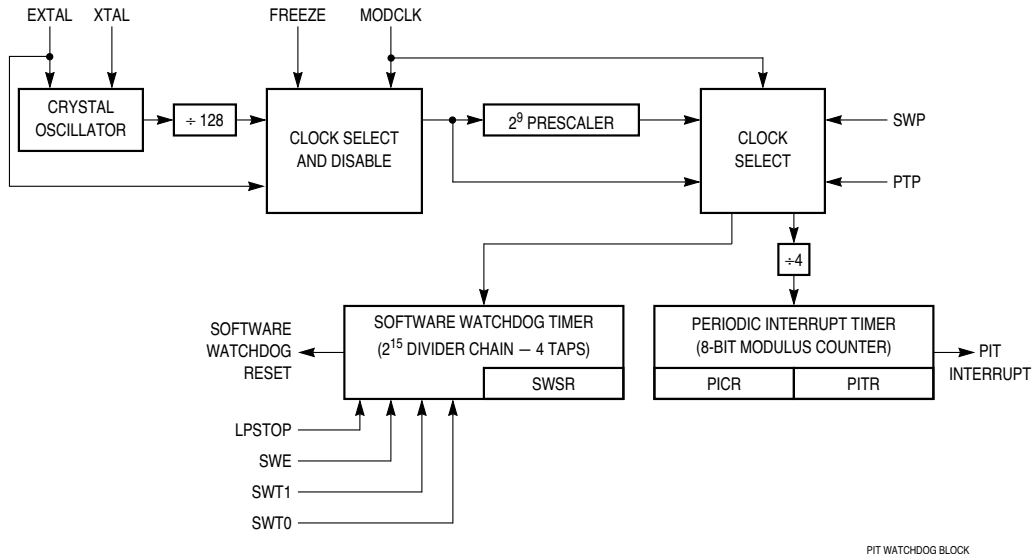 EXTAL XTAL FREEZE MODCLK
CRYSTAL
OSCILLATOR
÷ 128
CLOCK SELECT
AND DISABLE
2⁹ PRESCALER
CLOCK
SELECT
SWP
PTP
÷4
SOFTWARE
WATCHDOG
RESET
SOFTWARE WATCHDOG TIMER
(2¹⁵ DIVIDER CHAIN — 4 TAPS)
SWSR
PERIODIC INTERRUPT TIMER
(8-BIT MODULUS COUNTER)
PICR PITR
PIT
INTERRUPT
LPSTOP
SWE
SWT1
SWT0
PIT WATCHDOG BLOCK